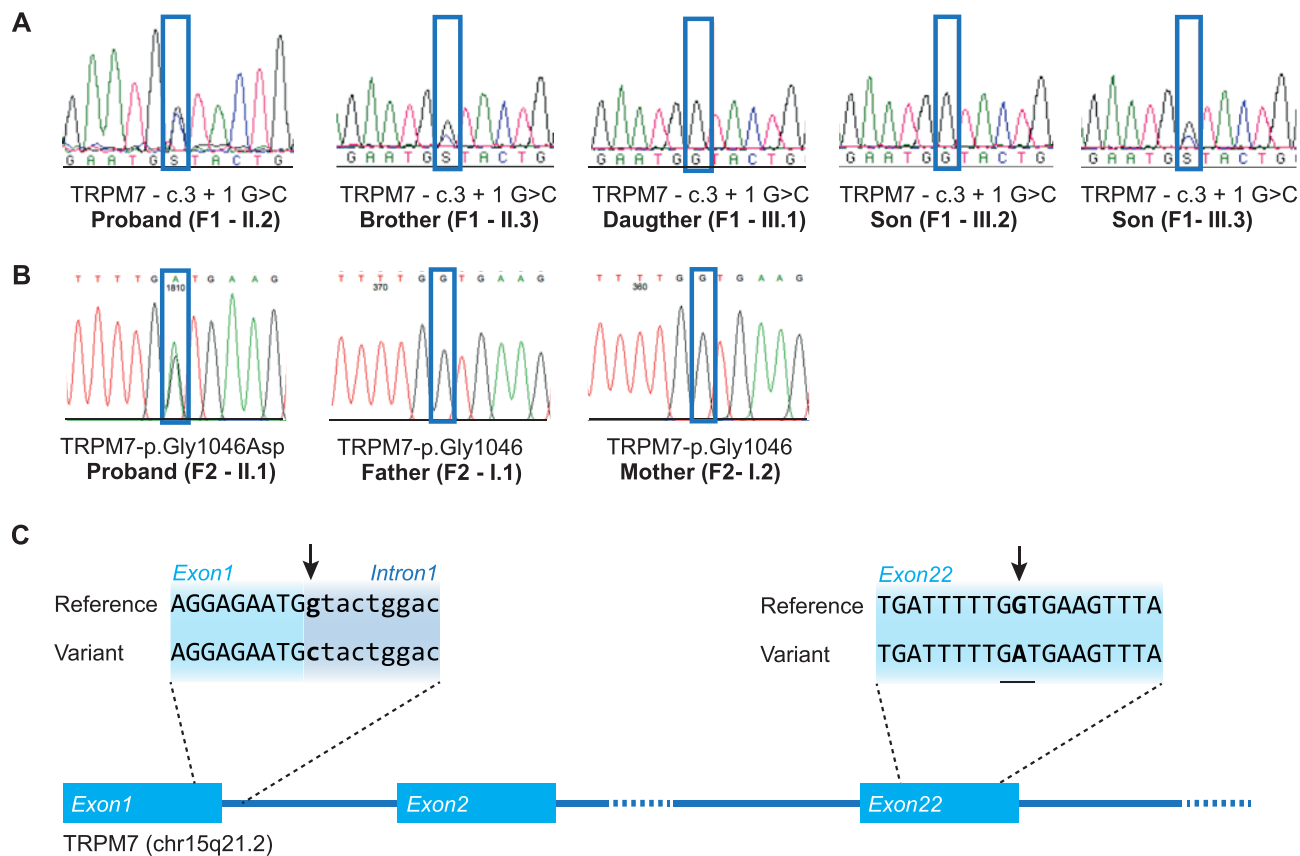 A
G A A T G S T A C T G
G A A T G S T A C T G
G A A T G G T A C T G
G A A T G G T A C T G
G A A T G S T A C T G
TRPM7 - c.3 + 1 G>C
Proband (F1 - II.2)
TRPM7 - c.3 + 1 G>C
Brother (F1 - II.3)
TRPM7 - c.3 + 1 G>C
Daugther (F1 - III.1)
TRPM7 - c.3 + 1 G>C
Son (F1 - III.2)
TRPM7 - c.3 + 1 G>C
Son (F1- III.3)
B
T T T T G A T G A A G
1810
T T T T G G T G A A G
370
T T T T G G T G A A G
360
TRPM7-p.Gly1046Asp
Proband (F2 - II.1)
TRPM7-p.Gly1046
Father (F2 - I.1)
TRPM7-p.Gly1046
Mother (F2- I.2)
C
Exon1 Intron1
Reference AGGAGAATGgtactggac
Variant AGGAGAATGctactggac
Exon22
Reference TGATTTTTGGTGAAGTTTA
Variant TGATTTTTGATGAAGTTTA
Exon1
Exon2
Exon22
TRPM7 (chr15q21.2)